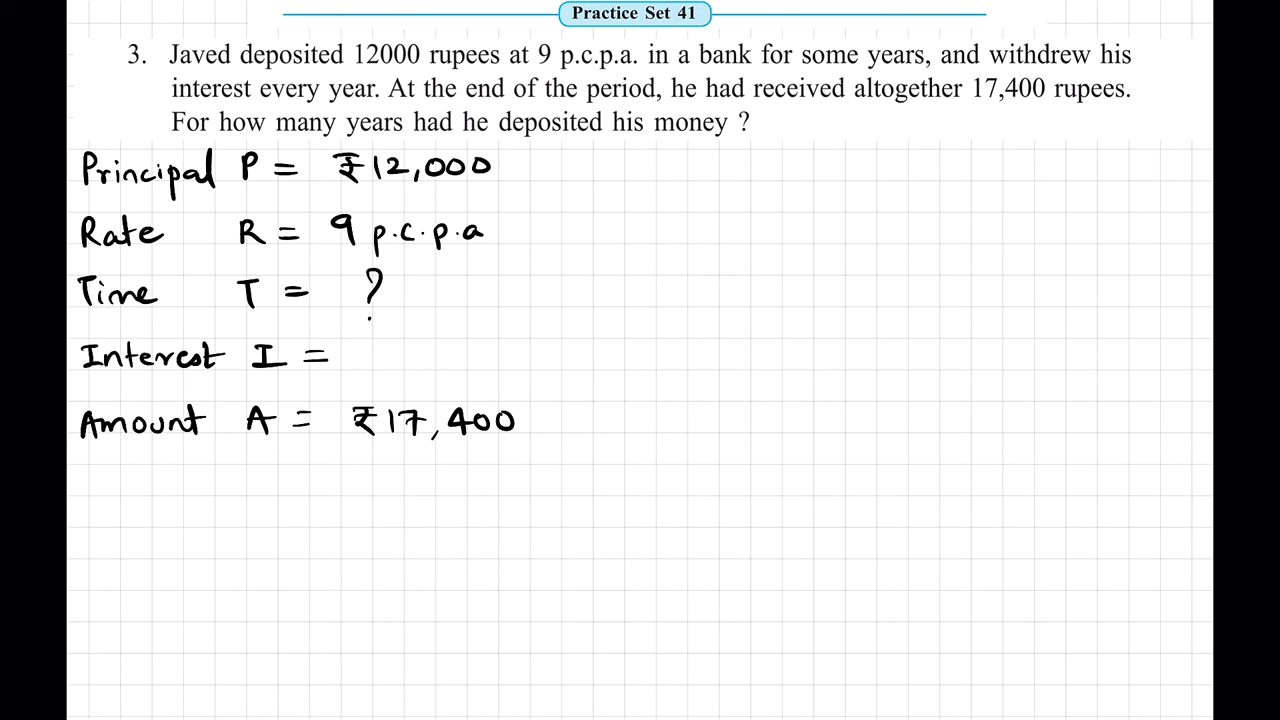 Practice Set 41
3. Javed deposited 12000 rupees at 9 p.c.p.a. in a bank for some years, and withdrew his
interest every year. At the end of the period, he had received altogether 17,400 rupees.
For how many years had he deposited his money ?
Principal P = ₹12,000
Rate R = 9 p.c.p.a
Time T = ?
Interest I =
Amount A = ₹17,400